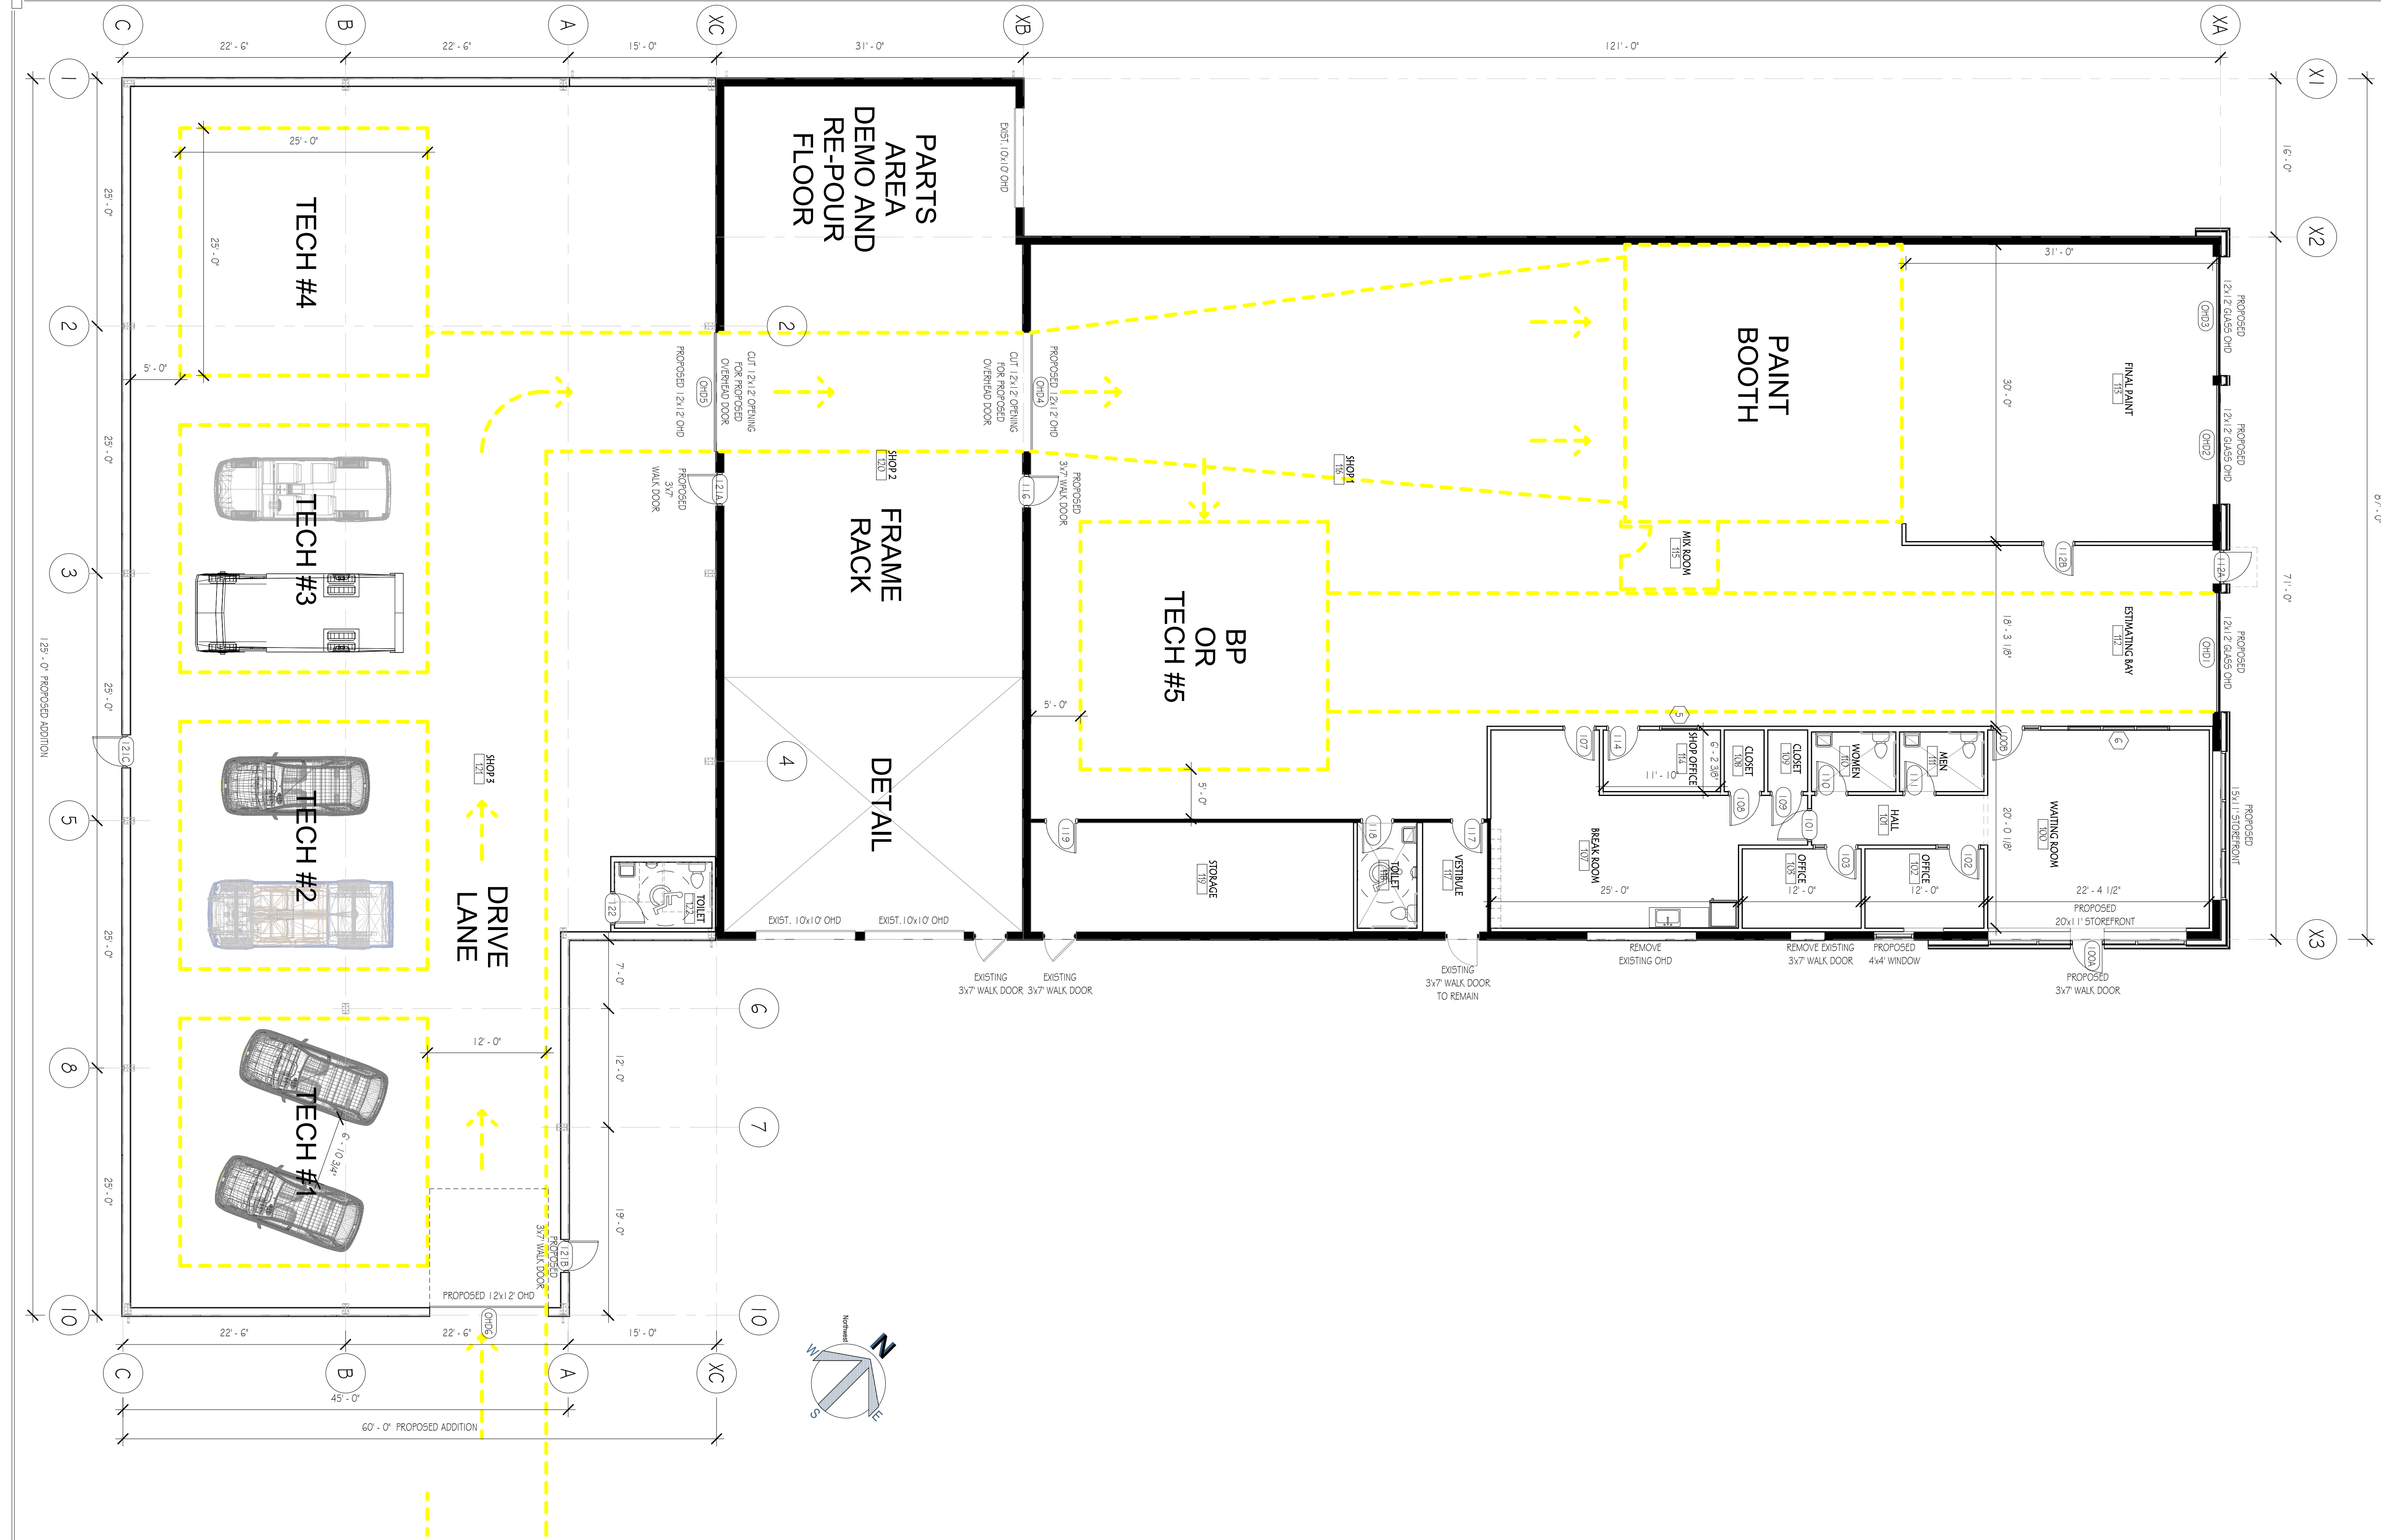 C
B
A
XC
XB
XA
22' - 6"
22' - 6"
15' - 0"
31' - 0"
121' - 0"
1
X1
16' - 0"
X2
71' - 0"
87' - 0"
X3
PARTS
AREA
DEMO AND
RE-POUR
FLOOR
EXIST. 10'x10' OHD
25' - 0"
25' - 0"
25' - 0"
TECH #4
5' - 0"
2
2
PROPOSED 12'x12' OHD
OHD5
CUT 12'x12' OPENING
FOR PROPOSED
OVERHEAD DOOR
CUT 12'x12' OPENING
FOR PROPOSED
OVERHEAD DOOR
OHD4
PROPOSED 12'x12' OHD
PAINT
BOOTH
31' - 0"
30' - 0"
FINAL PAINT
113
OHD3
PROPOSED
12'x12' GLASS OHD
OHD2
PROPOSED
12'x12' GLASS OHD
25' - 0"
TECH #3
3
PROPOSED
3'x7'
WALK DOOR
121A
SHOP 2
120
FRAME
RACK
116
PROPOSED
3'x7' WALK DOOR
SHOP 1
116
MIX ROOM
115
112B
112A
18' - 3 1/8"
ESTIMATING BAY
112
OHD1
PROPOSED
12'x12' GLASS OHD
BP
OR
TECH #5
5' - 0"
5' - 0"
125' - 0" PROPOSED ADDITION
25' - 0"
121C
5
TECH #2
SHOP 3
121
DRIVE
LANE
4
DETAIL
25' - 0"
122
TOILET
122
EXIST. 10'x10' OHD
EXIST. 10'x10' OHD
119
STORAGE
119
118
TOILET
117
VESTIBULE
117
107
114
5
SHOP OFFICE
114
6' - 2 3/8"
11' - 10"
CLOSET
108
CLOSET
109
WOMEN
110
MEN
111
100B
6
108
109
101
110
111
HALL
101
20' - 0 1/8"
WAITING ROOM
100
PROPOSED
15'x11' STOREFRONT
BREAK ROOM
107
25' - 0"
103
OFFICE
103
12' - 0"
102
OFFICE
102
12' - 0"
22' - 4 1/2"
PROPOSED
20'x11' STOREFRONT
EXISTING
3'x7' WALK DOOR
EXISTING
3'x7' WALK DOOR
EXISTING
3'x7' WALK DOOR
TO REMAIN
REMOVE
EXISTING OHD
REMOVE EXISTING
3'x7' WALK DOOR
PROPOSED
4'x4' WINDOW
100A
PROPOSED
3'x7' WALK DOOR
7' - 0"
6
12' - 0"
12' - 0"
8
TECH #1
6' - 10 3/4"
7
25' - 0"
19' - 0"
PROPOSED
3'x7' WALK DOOR
121B
PROPOSED 12'x12' OHD
OHD6
10
10
22' - 6"
22' - 6"
15' - 0"
C
B
A
XC
45' - 0"
60' - 0" PROPOSED ADDITION
Northwest
N
W
E
S